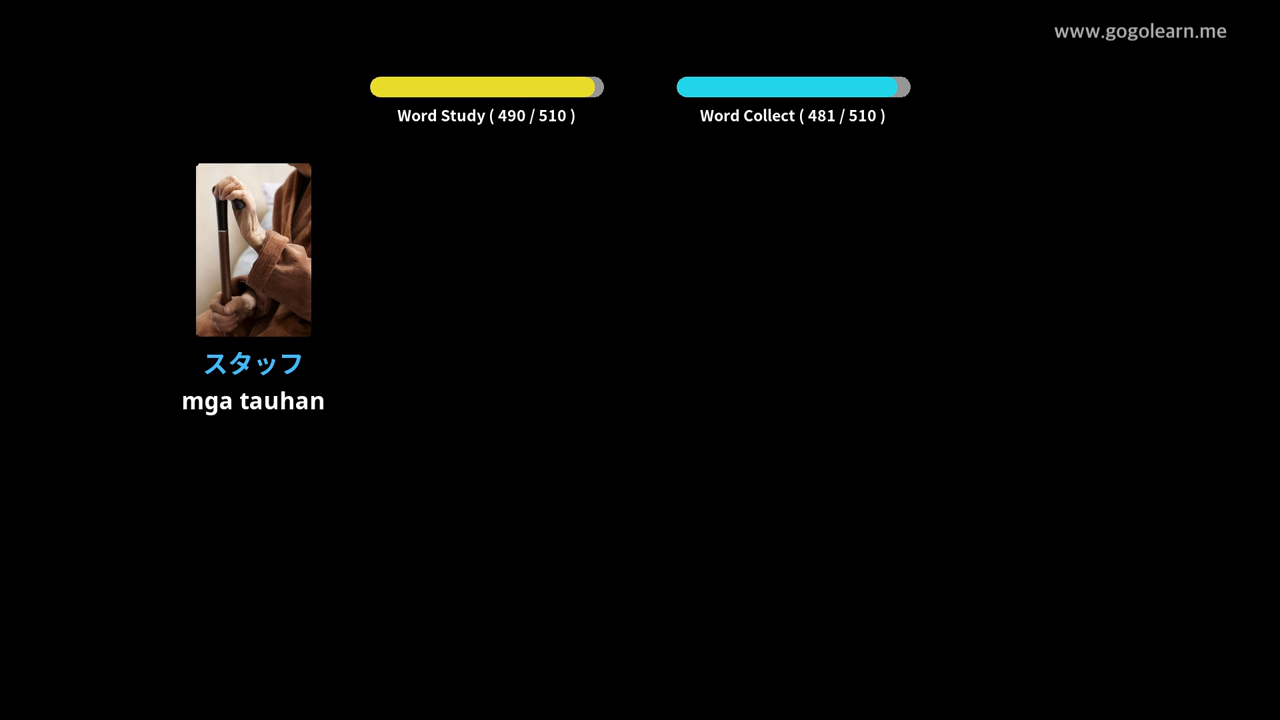 www.gogolearn.me
Word Study ( 490 / 510 )
Word Collect ( 481 / 510 )
スタッフ
mga tauhan